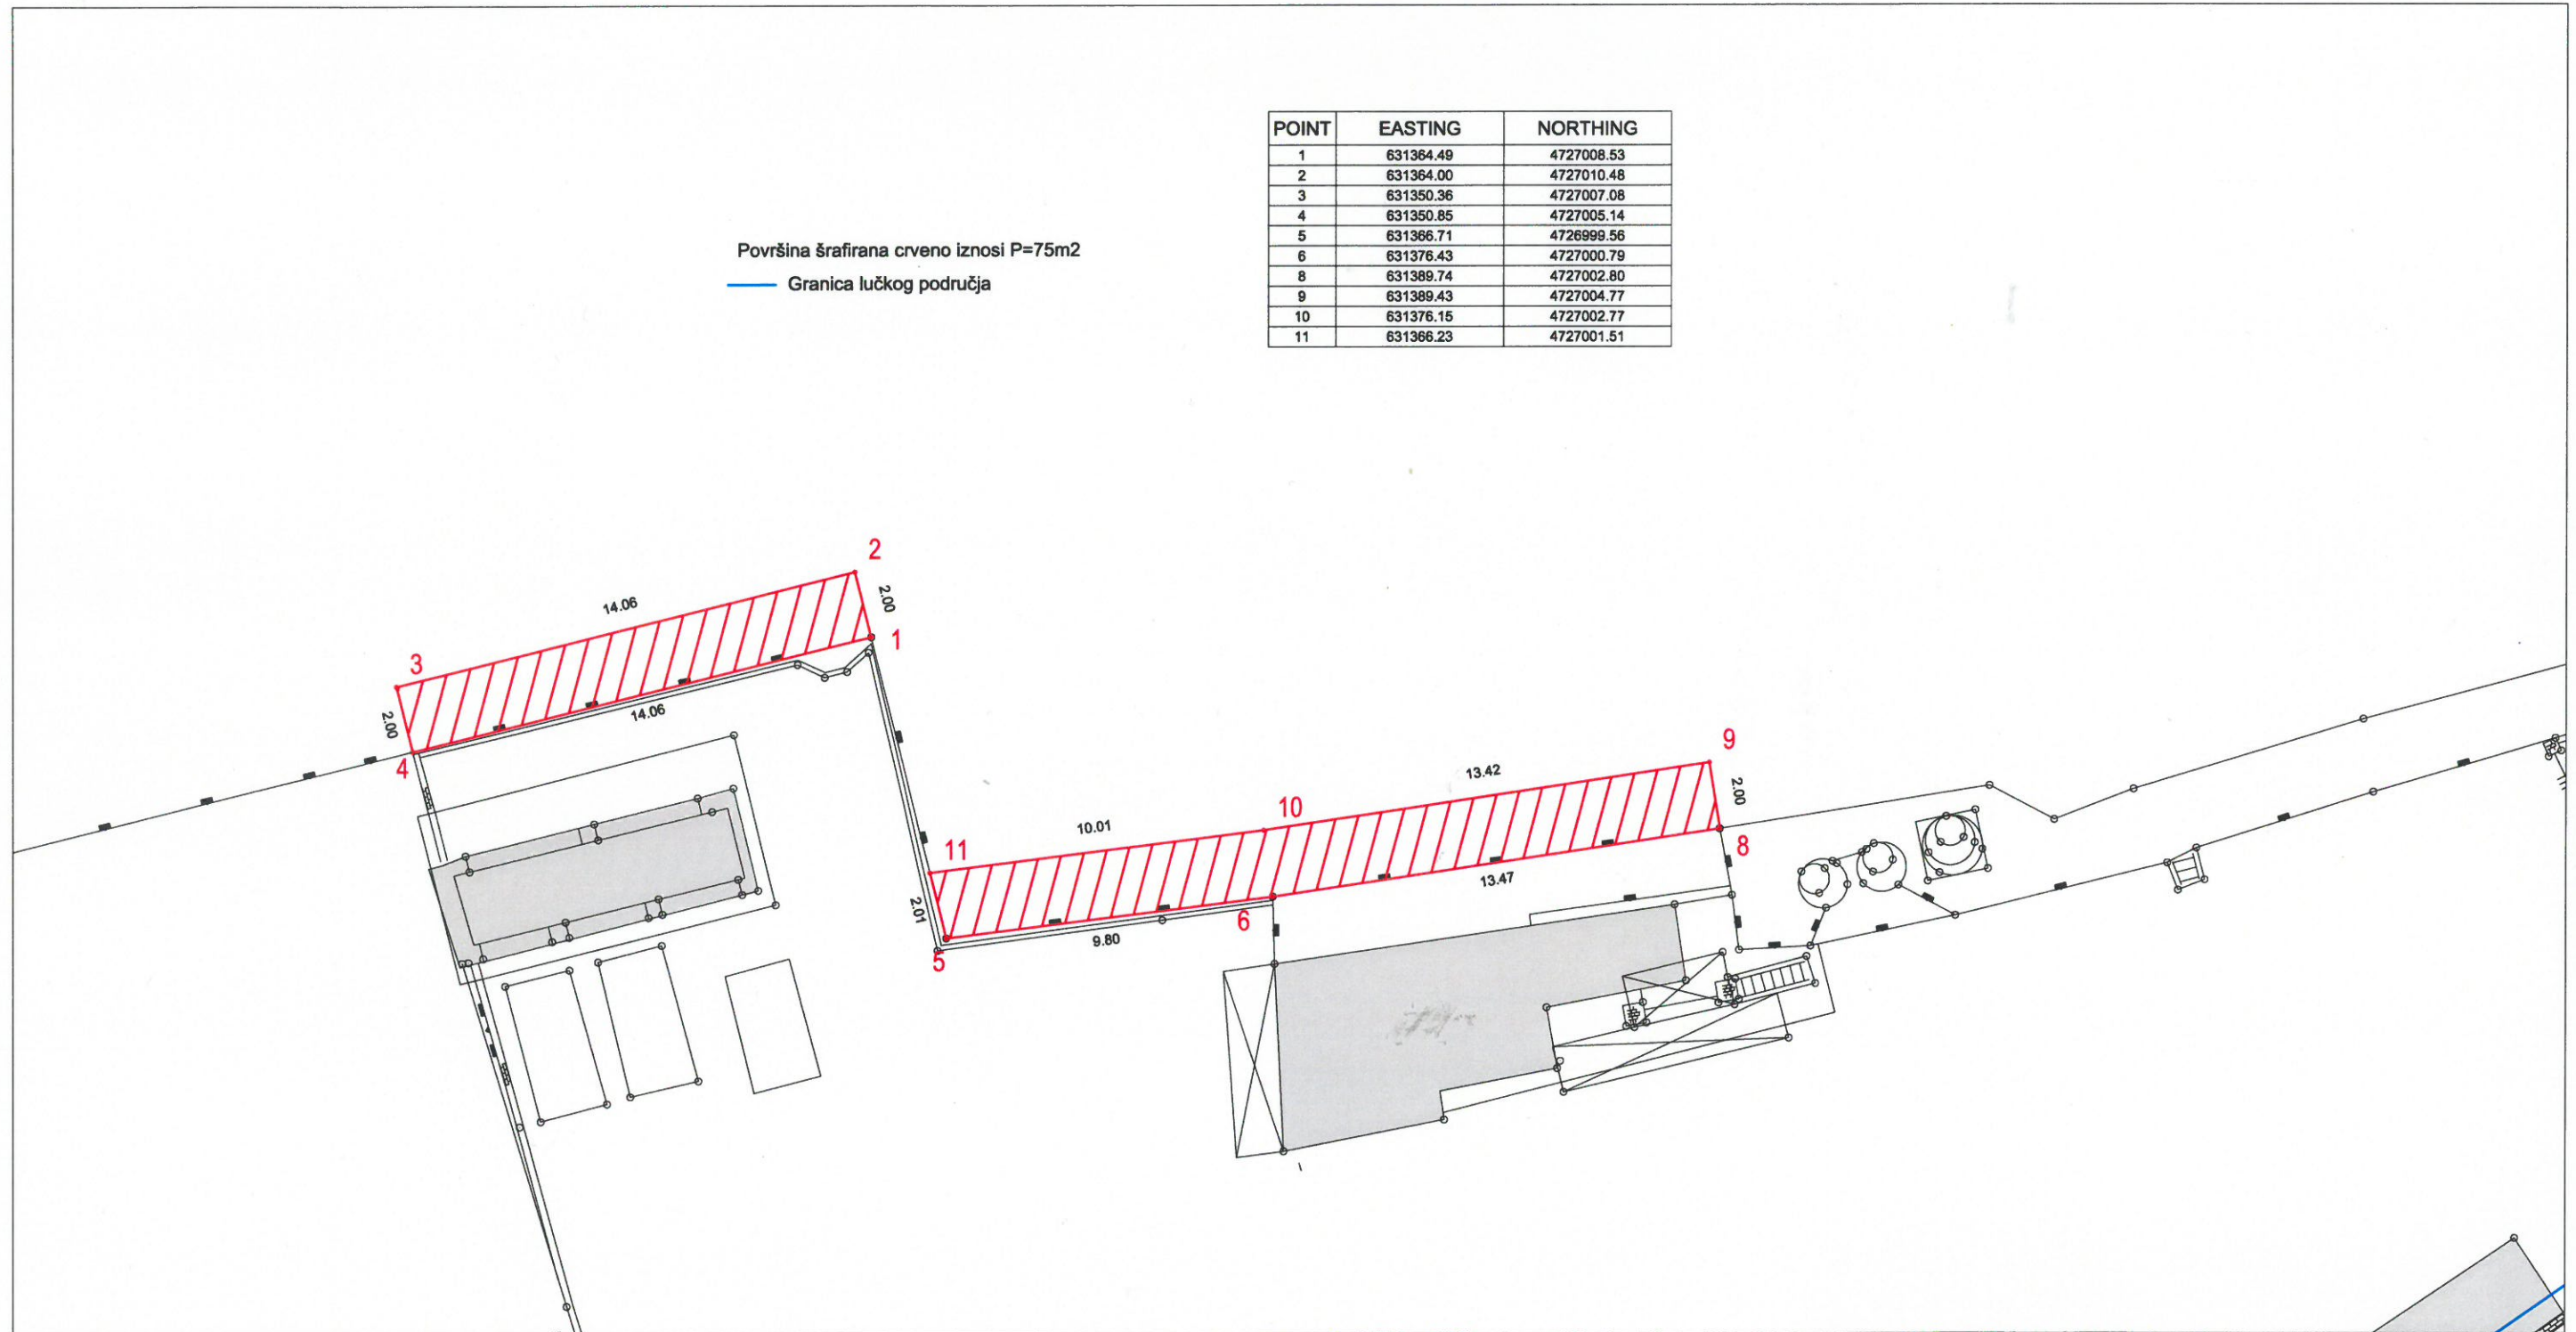 POINT EASTING NORTHING
1 631364.49 4727008.53
2 631364.00 4727010.48
3 631350.36 4727007.08
4 631350.85 4727005.14
5 631366.71 4726999.56
6 631376.43 4727000.79
8 631389.74 4727002.80
9 631389.43 4727004.77
10 631376.15 4727002.77
11 631366.23 4727001.51
Površina šrafirana crveno iznosi P=75m2
Granica lučkog područja
2
14.06
2.00
1
3
14.06
2.00
4
9
13.42
2.00
10
10.01
11
8
13.47
2.01
6
9.80
5